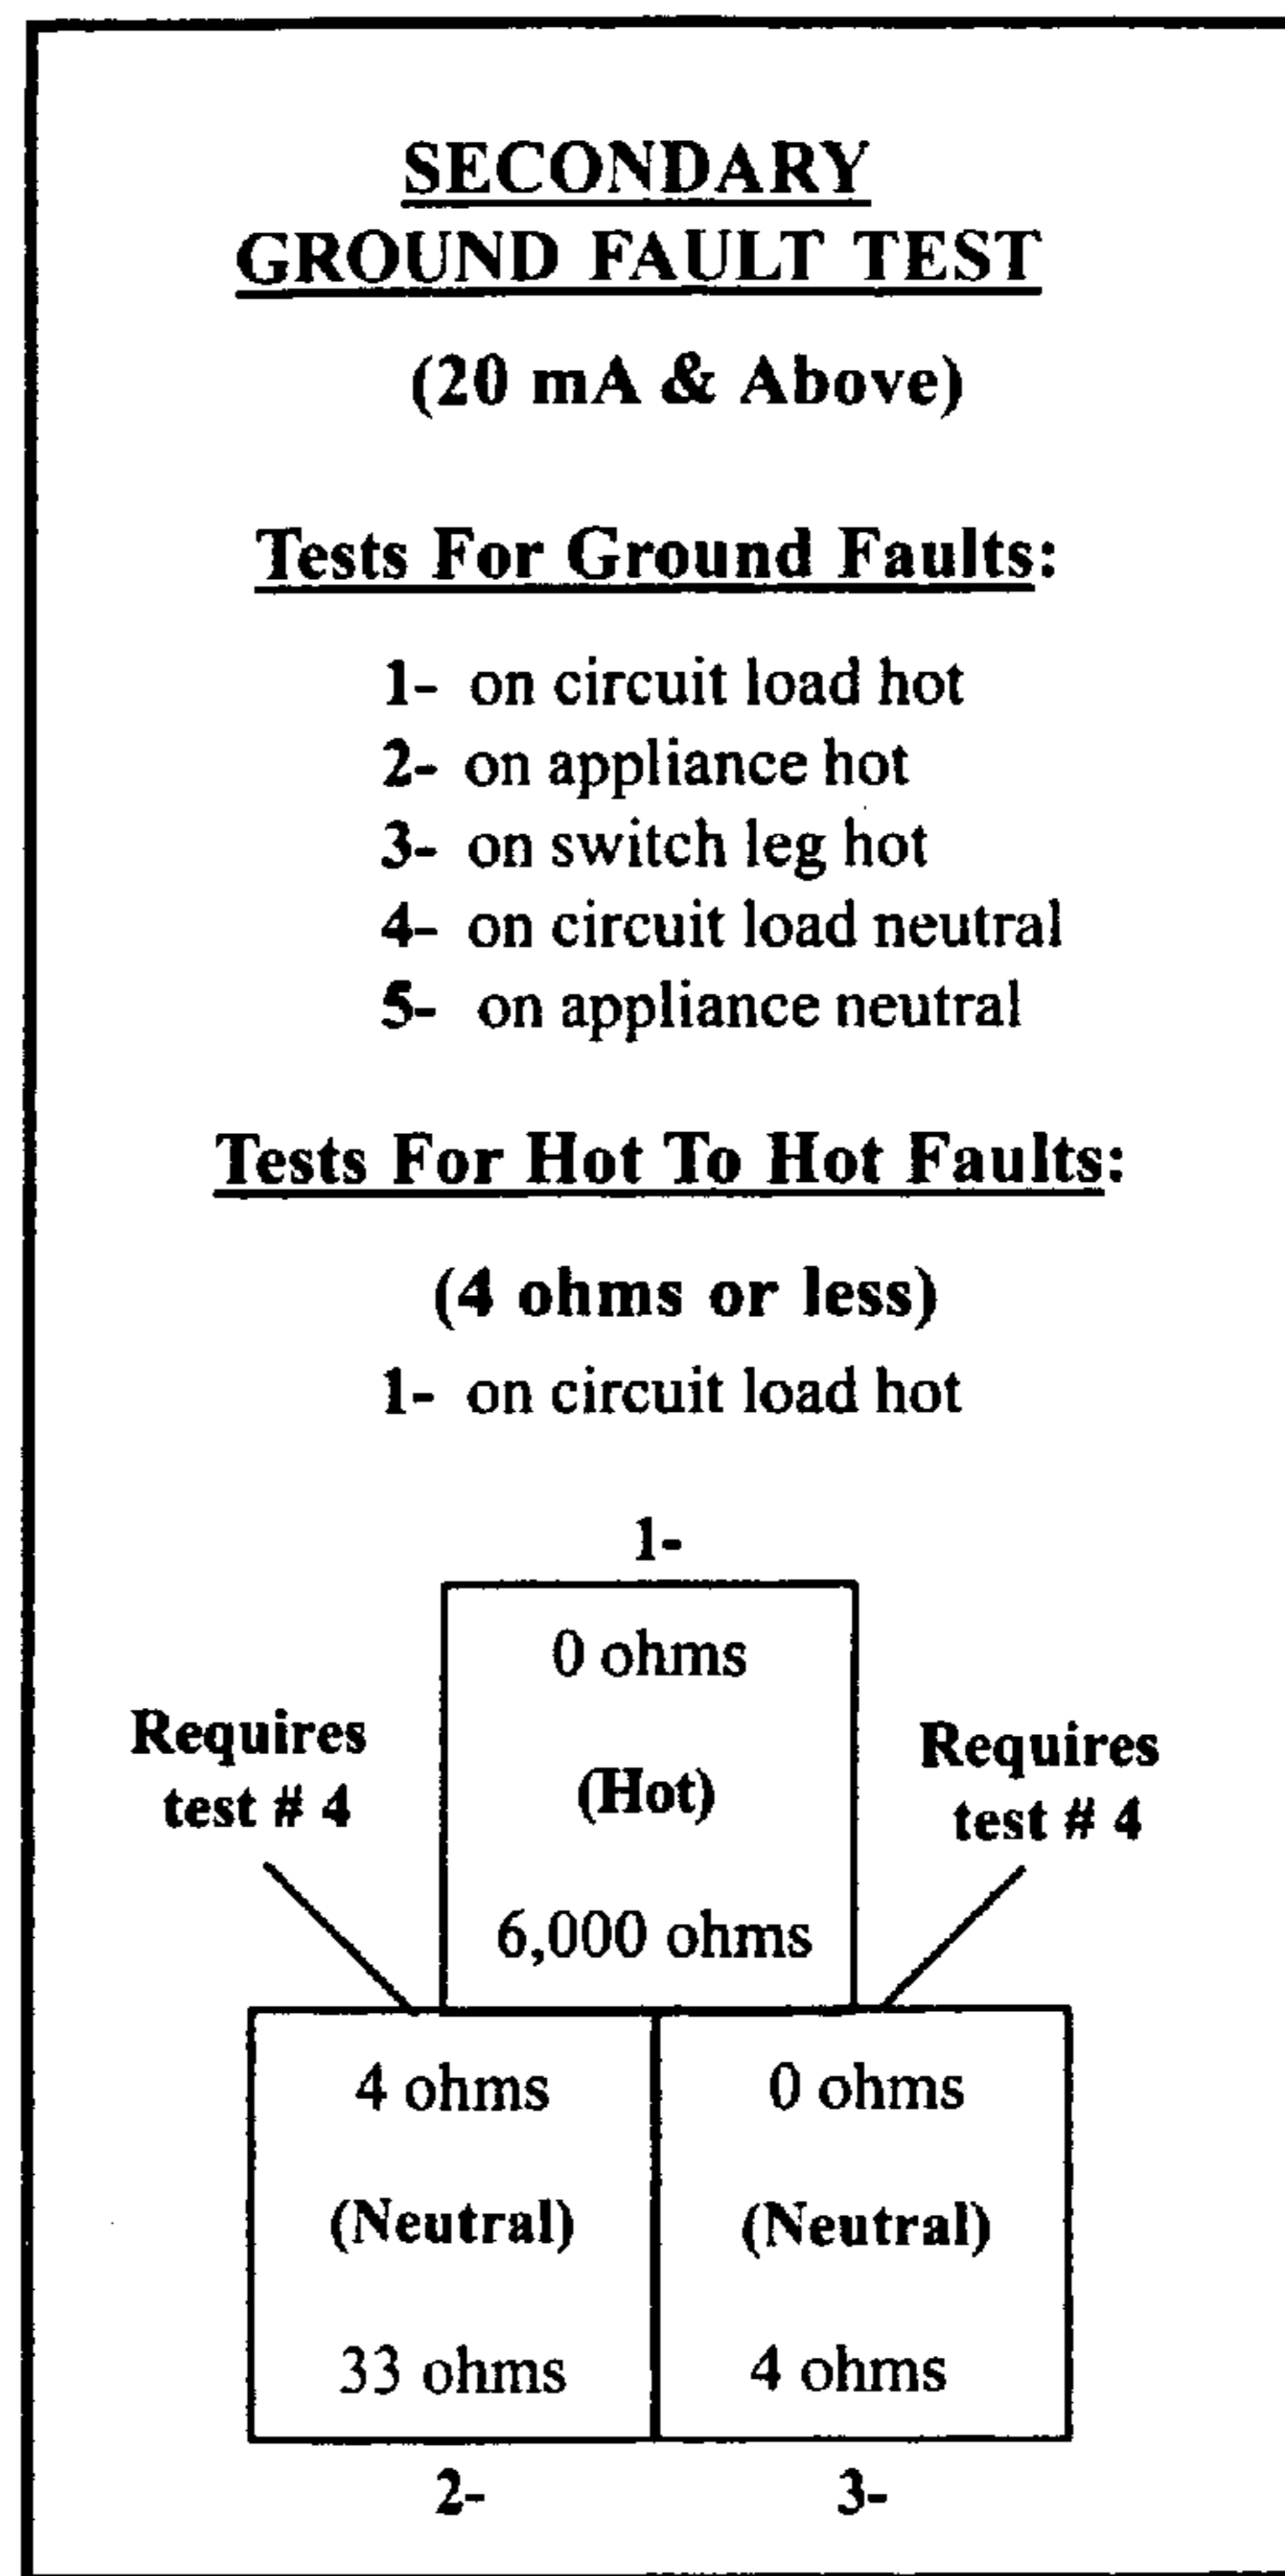 SECONDARY
GROUND FAULT TEST
(20 mA & Above)
Tests For Ground Faults:
1- on circuit load hot
2- on appliance hot
3- on switch leg hot
4- on circuit load neutral
5- on appliance neutral
Tests For Hot To Hot Faults:
(4 ohms or less)
1- on circuit load hot
1-
0 ohms
(Hot)
6,000 ohms
Requires
test # 4
Requires
test # 4
4 ohms
(Neutral)
33 ohms
0 ohms
(Neutral)
4 ohms
2-
3-